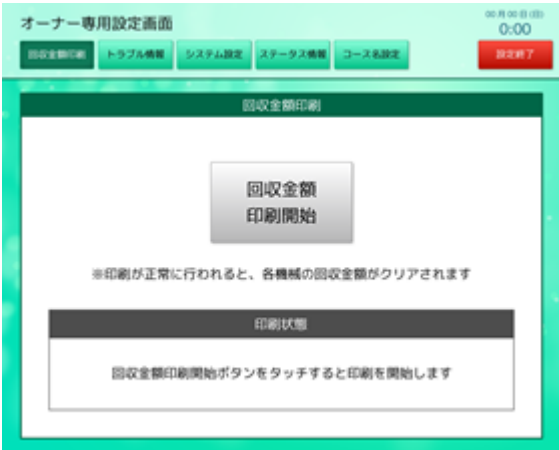 オーナー専用設定画面
00月00日(日)
0:00
回収金額印刷
トラブル情報
システム設定
ステータス情報
コース名設定
設定終了
回収金額印刷
回収金額
印刷開始
※印刷が正常に行われると、各機械の回収金額がクリアされます
印刷状態
回収金額印刷開始ボタンをタッチすると印刷を開始します